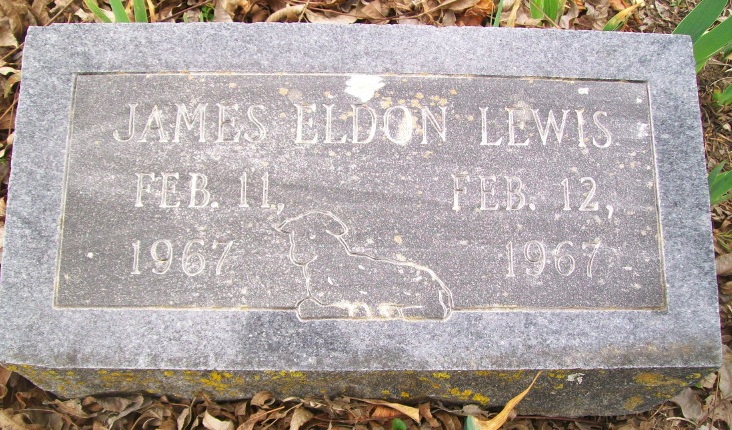 JAMES ELDON LEWIS
FEB. 11, FEB. 12,
1967 1967